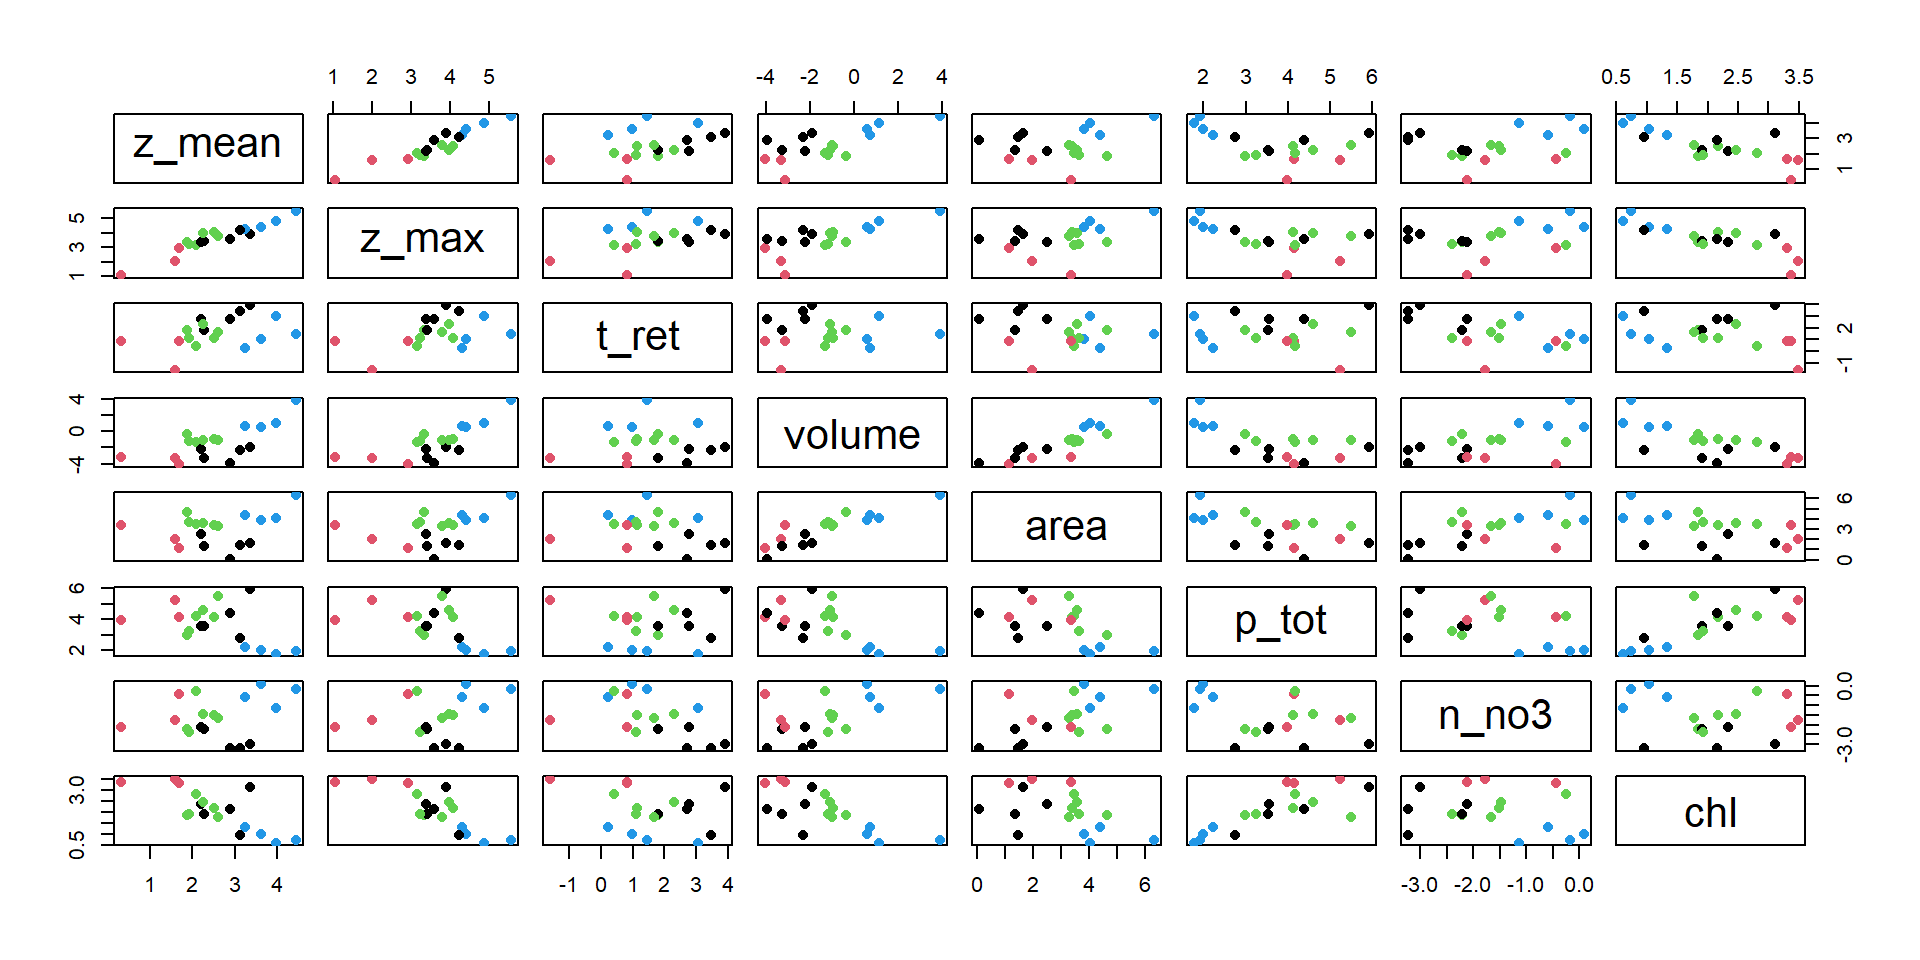 1 2 3 4 5 -4 -2 0 2 4 2 3 4 5 6 0.5 1.5 2.5 3.5
z_mean 1 3
1 3 5 z_max
t_ret -1 2
-4 0 4 volume
area 0 3 6
2 4 6 p_tot
n_no3 -3.0 0.0
0.5 3.0 chl
1 2 3 4 -1 0 1 2 3 4 0 2 4 6 -3.0 -2.0 -1.0 0.0